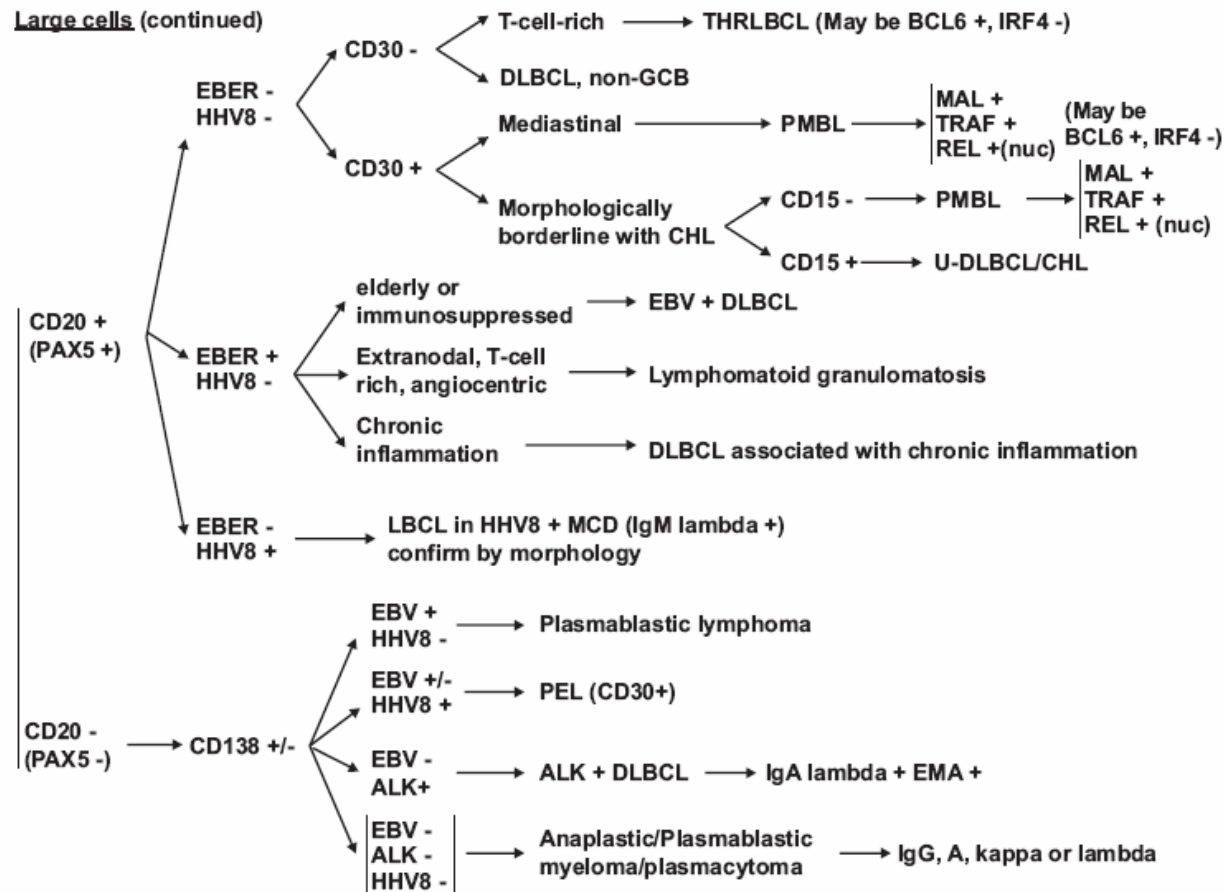 Large cells (continued)
T-cell-rich
THRLBCL (May be BCL6 +, IRF4 -)
CD30 -
DLBCL, non-GCB
EBER -
HHV8 -
Mediastinal
PMBL
MAL +
TRAF +
REL +(nuc)
(May be
BCL6 +, IRF4 -)
CD30 +
Morphologically
borderline with CHL
CD15 -
PMBL
MAL +
TRAF +
REL + (nuc)
CD15 +
U-DLBCL/CHL
CD20 +
(PAX5 +)
elderly or
immunosuppressed
EBV + DLBCL
EBER +
HHV8 -
Extranodal, T-cell
rich, angiocentric
Lymphomatoid granulomatosis
Chronic
inflammation
DLBCL associated with chronic inflammation
EBER -
HHV8 +
LBCL in HHV8 + MCD (IgM lambda +)
confirm by morphology
EBV +
HHV8 -
Plasmablastic lymphoma
EBV +/-
HHV8 +
PEL (CD30+)
CD20 -
(PAX5 -)
CD138 +/-
EBV -
ALK+
ALK + DLBCL
IgA lambda + EMA +
EBV -
ALK -
HHV8 -
Anaplastic/Plasmablastic
myeloma/plasmacytoma
IgG, A, kappa or lambda